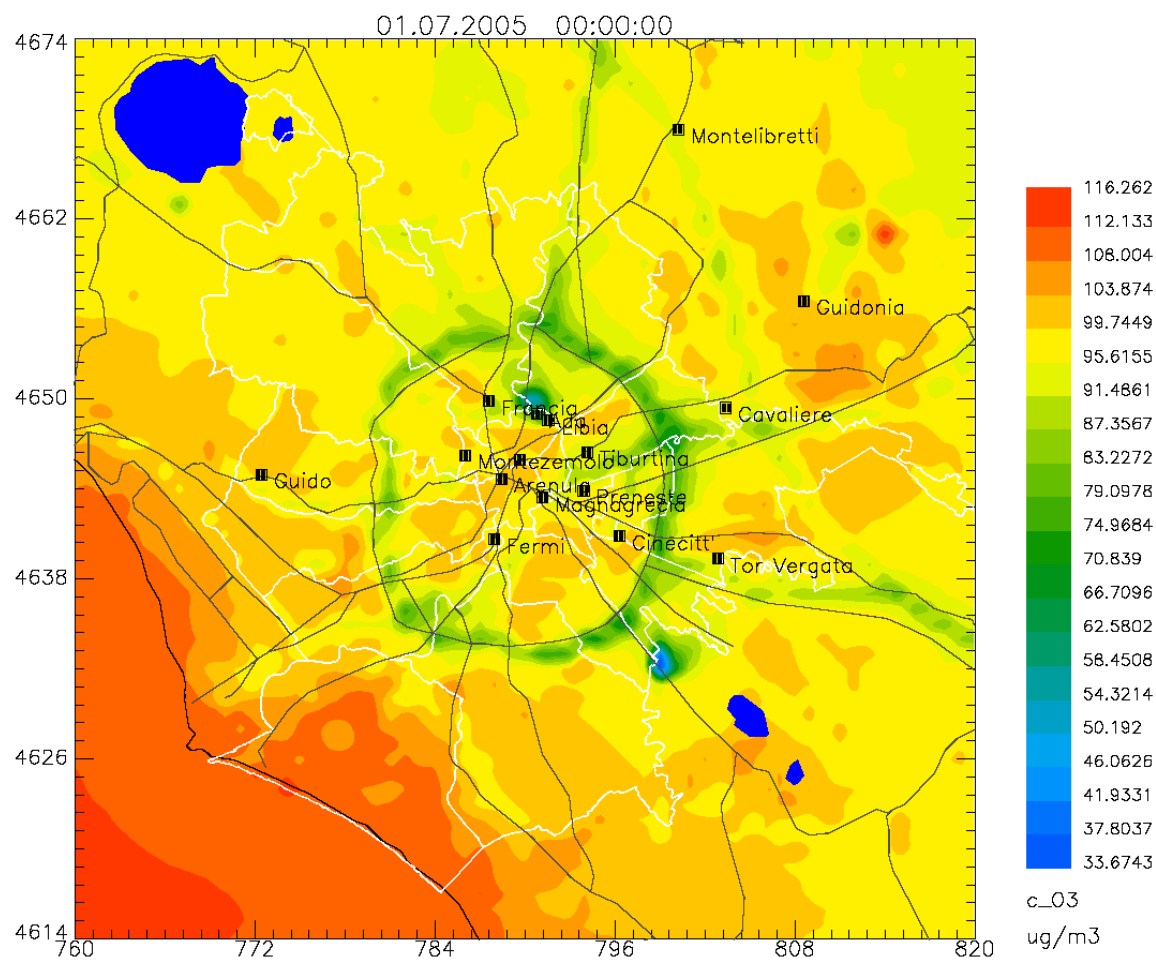 01.07.2005 00:00:00
4674
4662
4650
4638
4626
4614
760
772
784
796
808
820
Montelibretti
Guidonia
Francia
Ada
Libia
Cavaliere
Montezemolo
Tiburtina
Guido
Arenula
Preneste
Magnagrecia
Fermi
Cinecitt'
Tor Vergata
116.262
112.133
108.004
103.874
99.7449
95.6155
91.4861
87.3567
83.2272
79.0978
74.9684
70.839
66.7096
62.5802
58.4508
54.3214
50.192
46.0626
41.9331
37.8037
33.6743
c_03
ug/m3